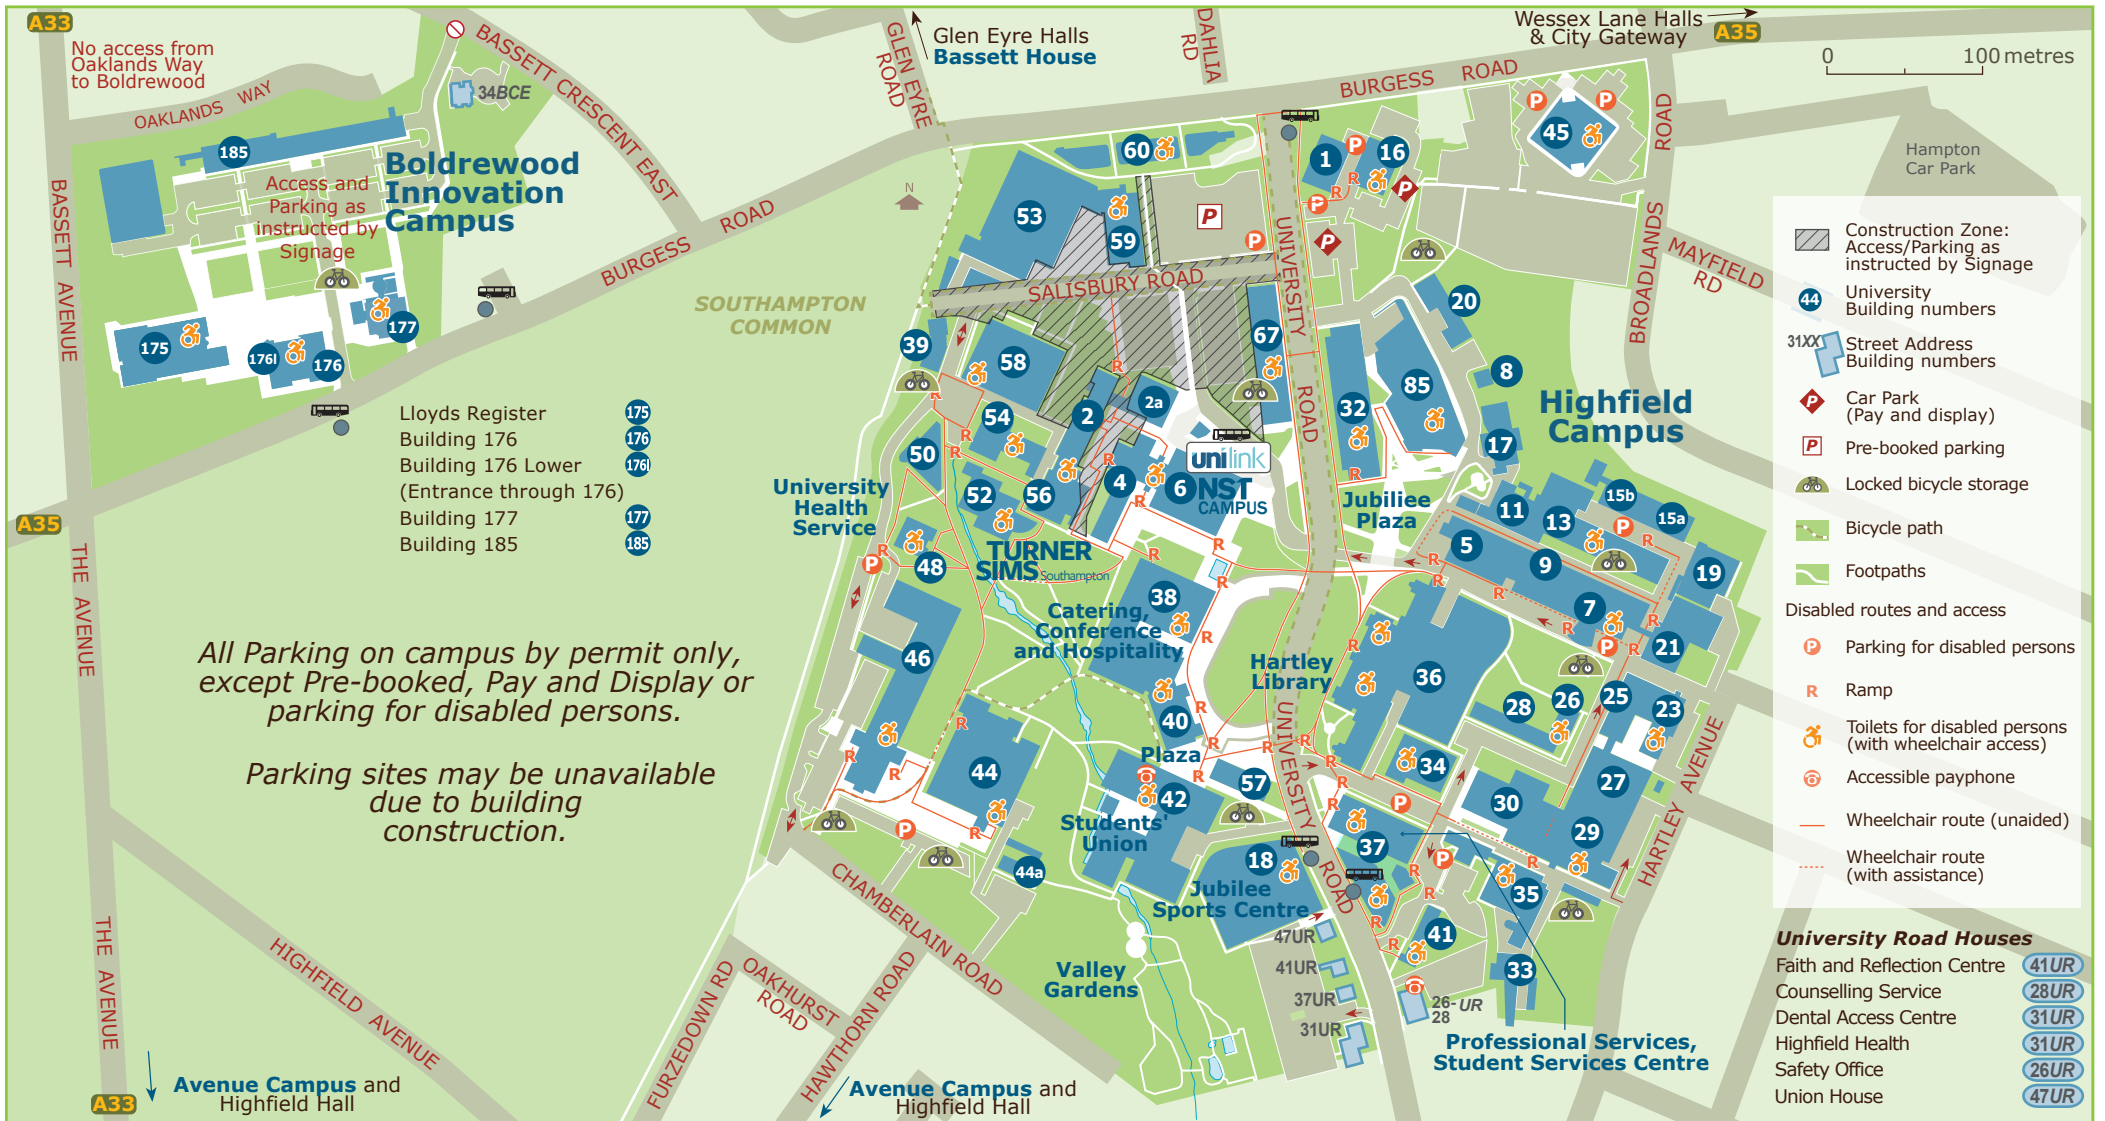 A33
No access from
Oaklands Way
to Boldrewood
OAKLANDS WAY
BASSETT CRESCENT EAST
34BCE
GLEN EYRE
ROAD
Glen Eyre Halls
Bassett House
DAHLIA
RD
Wessex Lane Halls
& City Gateway
A35
0 100 metres
BURGESS ROAD
185
Boldrewood
Innovation
Campus
Access and
Parking as
instructed by
Signage
BASSETT AVENUE
BURGESS ROAD
175
176l
176
177
Lloyds Register 175
Building 176 176
Building 176 Lower 176l
(Entrance through 176)
Building 177 177
Building 185 185
A35
THE AVENUE
THE AVENUE
A33
All Parking on campus by permit only,
except Pre-booked, Pay and Display or
parking for disabled persons.
Parking sites may be unavailable
due to building
construction.
HIGHFIELD AVENUE
Avenue Campus and
Highfield Hall
SOUTHAMPTON
COMMON
N
53
60
59
P
P
1
P
16
P
P
P
R
R
45
P
P
ROAD
BROADLANDS
MAYFIELD
RD
Hampton
Car Park
SALISBURY ROAD
UNIVERSITY
ROAD
67
39
58
R
R
54
R
R
2
2a
R
4
6
unilink
NST
CAMPUS
32
R
85
20
8
17
Highfield
Campus
Jubiliee
Plaza
50
52
56
University
Health
Service
P
R
48
TURNER
SIMS Southampton
R
R
R
R
38
R
Catering,
Conference
and Hospitality
46
R
R
R
44
R
P
44a
40
R
R
R
Plaza
42
Students'
Union
57
18
Jubilee
Sports Centre
Hartley
Library
UNIVERSITY
ROAD
R
R
R
R
R
R
36
34
P
11
13
15b
15a
P
R
5
9
7
R
R
R
R
R
R
P
19
21
28
26
25
23
27
30
29
R
35
33
37
P
R
R
R
R
41
HARTLEY AVENUE
47UR
41UR
37UR
31UR
26-UR
28
Valley
Gardens
CHAMBERLAIN ROAD
FURZEDOWN RD
OAKHURST
ROAD
HAWTHORN ROAD
Avenue Campus and
Highfield Hall
Professional Services,
Student Services Centre
Construction Zone:
Access/Parking as
instructed by Signage
44 University
Building numbers
31XX Street Address
Building numbers
P Car Park
(Pay and display)
P Pre-booked parking
Locked bicycle storage
Bicycle path
Footpaths
Disabled routes and access
P Parking for disabled persons
R Ramp
Toilets for disabled persons
(with wheelchair access)
Accessible payphone
Wheelchair route (unaided)
Wheelchair route
(with assistance)
University Road Houses
Faith and Reflection Centre 41UR
Counselling Service 28UR
Dental Access Centre 31UR
Highfield Health 31UR
Safety Office 26UR
Union House 47UR